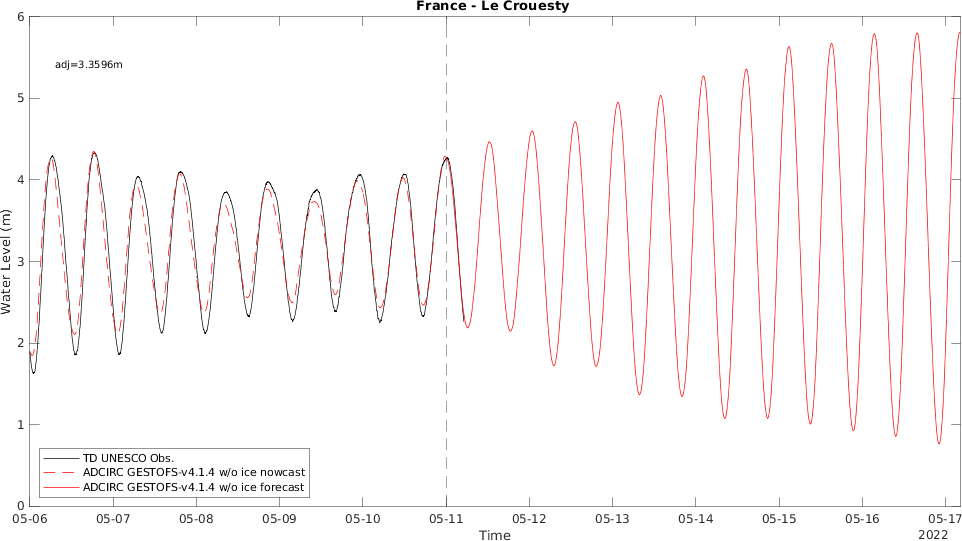 France - Le Crouesty
6
adj=3.3596m
5
4
3
2
1
0
Water Level (m)
TD UNESCO Obs.
ADCIRC GESTOFS-v4.1.4 w/o ice nowcast
ADCIRC GESTOFS-v4.1.4 w/o ice forecast
05-06 05-07 05-08 05-09 05-10 05-11 05-12 05-13 05-14 05-15 05-16 05-17
Time
2022